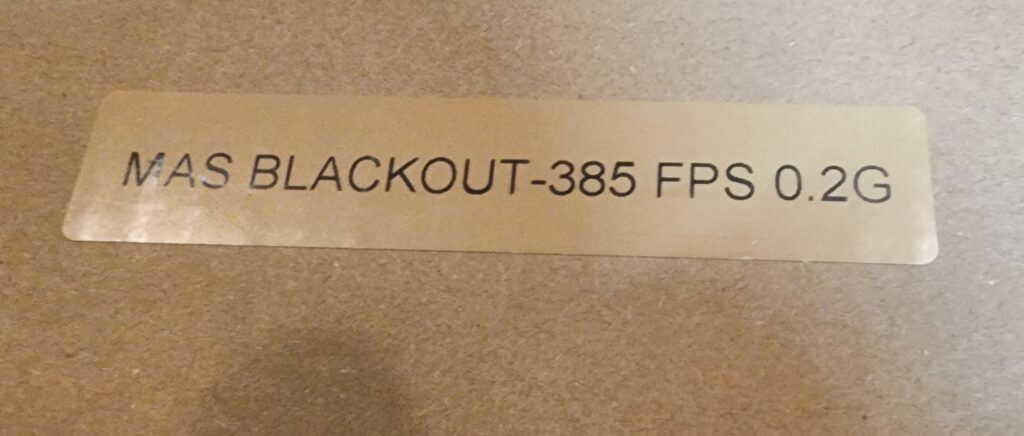 MAS BLACKOUT-385 FPS 0.2G